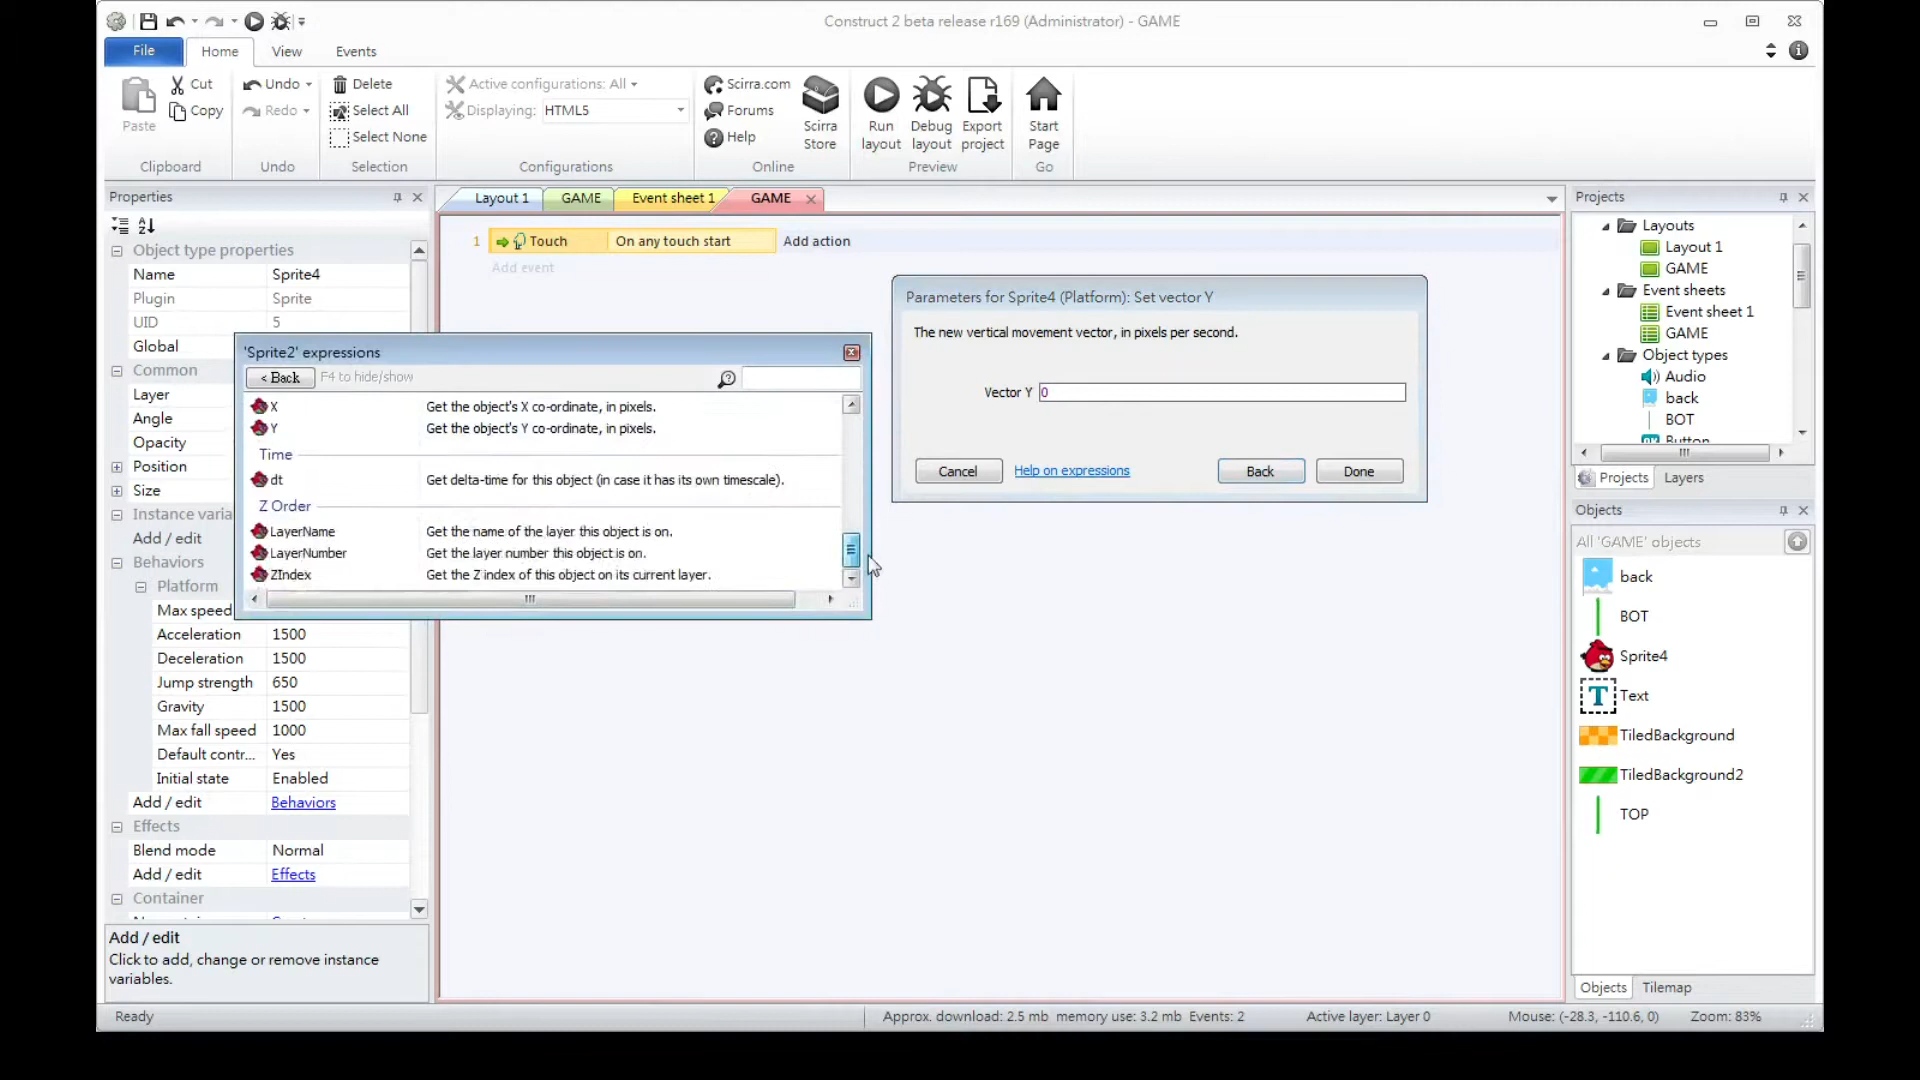 Construct 2 beta release r169 (Administrator) - GAME
File
Home
View
Events
Paste
Cut
Copy
Clipboard
Undo
Redo
Undo
Delete
Select All
Select None
Selection
Active configurations: All
Displaying: HTML5
Configurations
Scirra.com
Forums
Help
Scirra
Store
Online
Run
layout
Debug
layout
Export
project
Preview
Start
Page
Go
Properties
Object type properties
Name Sprite4
Plugin Sprite
UID 5
Global
Common
Layer
Angle
Opacity
Position
Size
Instance varia
Add / edit
Behaviors
Platform
Max speed
Acceleration 1500
Deceleration 1500
Jump strength 650
Gravity 1500
Max fall speed 1000
Default contr... Yes
Initial state Enabled
Add / edit Behaviors
Effects
Blend mode Normal
Add / edit Effects
Container
Add / edit
Click to add, change or remove instance
variables.
Layout 1
GAME
Event sheet 1
GAME
1 Touch On any touch start Add action
Add event
'Sprite2' expressions
< Back F4 to hide/show
X Get the object's X co-ordinate, in pixels.
Y Get the object's Y co-ordinate, in pixels.
Time
dt Get delta-time for this object (in case it has its own timescale).
Z Order
LayerName Get the name of the layer this object is on.
LayerNumber Get the layer number this object is on.
ZIndex Get the Z index of this object on its current layer.
Parameters for Sprite4 (Platform): Set vector Y
The new vertical movement vector, in pixels per second.
Vector Y 0
Cancel
Help on expressions
Back
Done
Projects
Layouts
Layout 1
GAME
Event sheets
Event sheet 1
GAME
Object types
Audio
back
BOT
Button
Projects
Layers
Objects
All 'GAME' objects
back
BOT
Sprite4
Text
TiledBackground
TiledBackground2
TOP
Objects
Tilemap
Ready
Approx. download: 2.5 mb memory use: 3.2 mb Events: 2
Active layer: Layer 0
Mouse: (-28.3, -110.6, 0)
Zoom: 83%